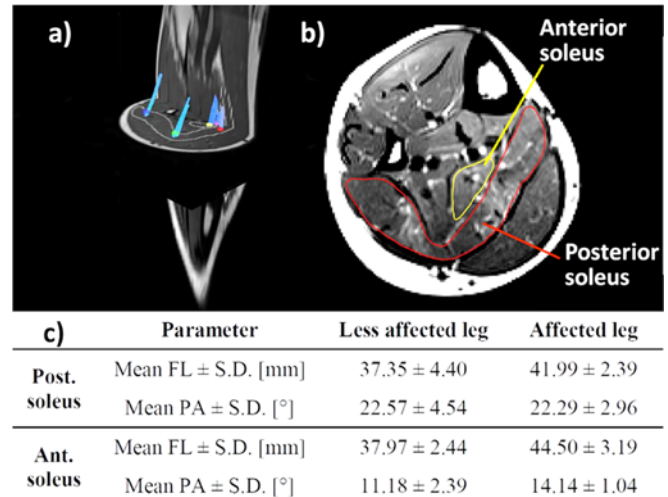 a)
b)
Anterior
soleus
Posterior
soleus
c) Parameter Less affected leg Affected leg
Post.
soleus
Mean FL ± S.D. [mm] 37.35 ± 4.40 41.99 ± 2.39
Mean PA ± S.D. [°] 22.57 ± 4.54 22.29 ± 2.96
Ant.
soleus
Mean FL ± S.D. [mm] 37.97 ± 2.44 44.50 ± 3.19
Mean PA ± S.D. [°] 11.18 ± 2.39 14.14 ± 1.04